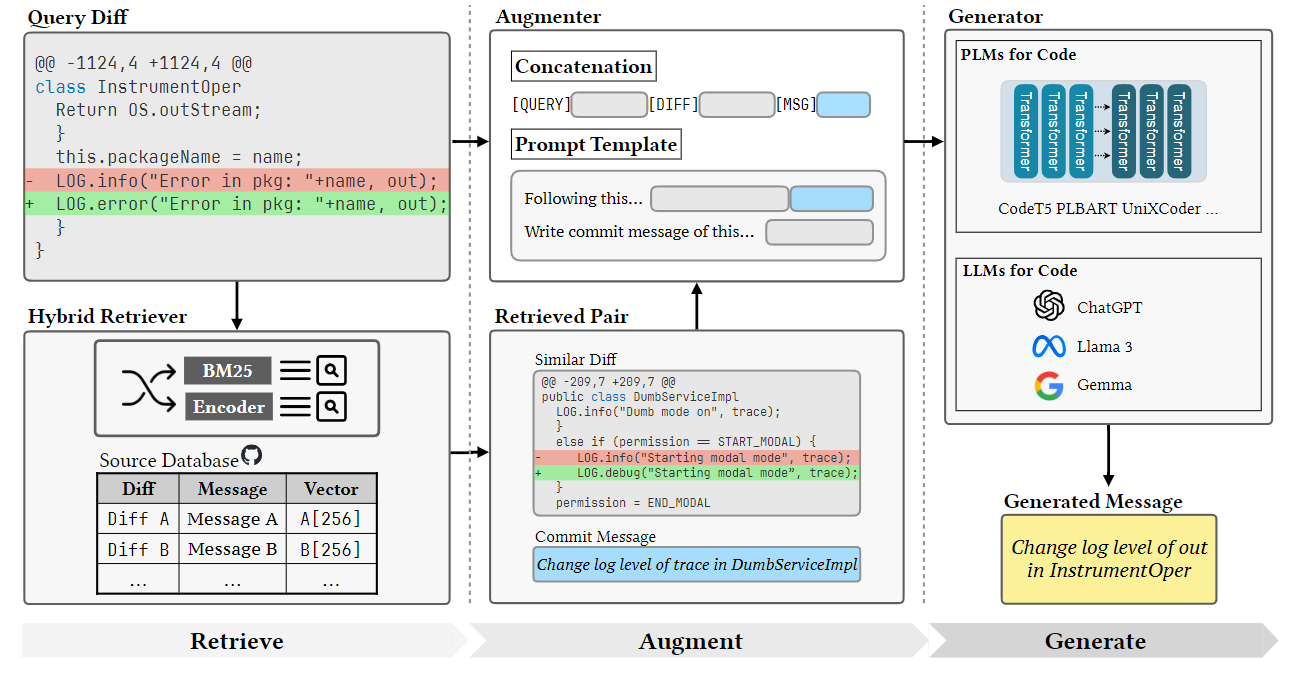 Query Diff
@@ -1124,4 +1124,4 @@
class InstrumentOper
Return OS.outStream;
}
this.packageName = name;
- LOG.info("Error in pkg: "+name, out);
+ LOG.error("Error in pkg: "+name, out);
}
}
Hybrid Retriever
BM25
Encoder
Source Database
Diff Message Vector
Diff A Message A A[256]
Diff B Message B B[256]
... ... ...
Augmenter
Concatenation
[QUERY] [DIFF] [MSG]
Prompt Template
Following this...
Write commit message of this...
Retrieved Pair
Similar Diff
@@ -209,7 +209,7 @@
public class DumbServiceImpl
LOG.info("Dumb mode on", trace);
}
else if (permission == START_MODAL) {
- LOG.info("Starting modal mode", trace);
+ LOG.debug("Starting modal mode", trace);
}
permission = END_MODAL
Commit Message
Change log level of trace in DumbServiceImpl
Generator
PLMs for Code
Transformer
Transformer
Transformer
Transformer
Transformer
Transformer
CodeT5 PLBART UniXCoder ...
LLMs for Code
ChatGPT
Llama 3
Gemma
Generated Message
Change log level of out
in InstrumentOper
Retrieve
Augment
Generate